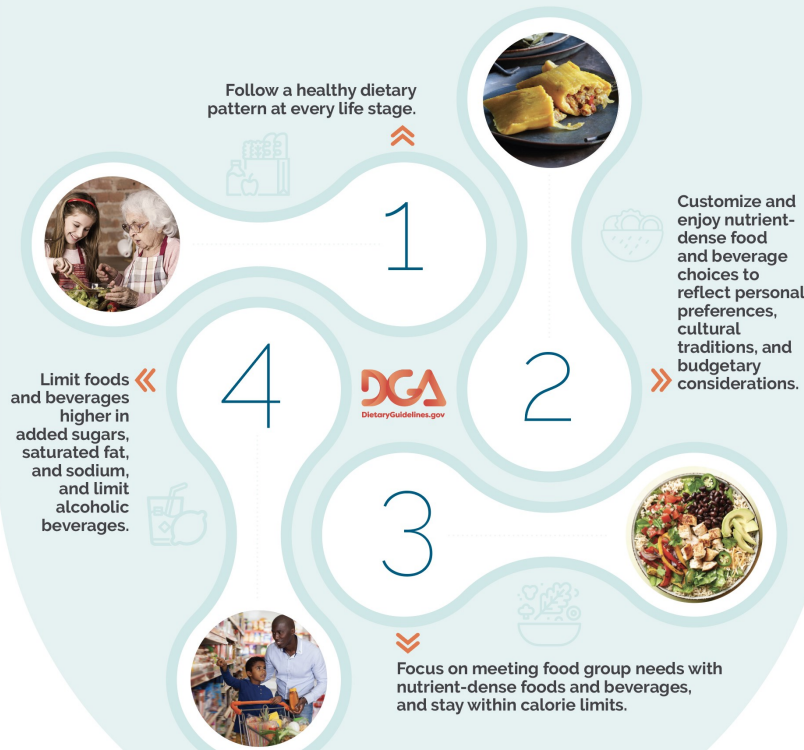 Follow a healthy dietary
pattern at every life stage.
1
Customize and
enjoy nutrient-
dense food
and beverage
choices to
reflect personal
preferences,
cultural
traditions, and
budgetary
considerations.
2
DGA
DietaryGuidelines.gov
3
Focus on meeting food group needs with
nutrient-dense foods and beverages,
and stay within calorie limits.
4
Limit foods
and beverages
higher in
added sugars,
saturated fat,
and sodium,
and limit
alcoholic
beverages.